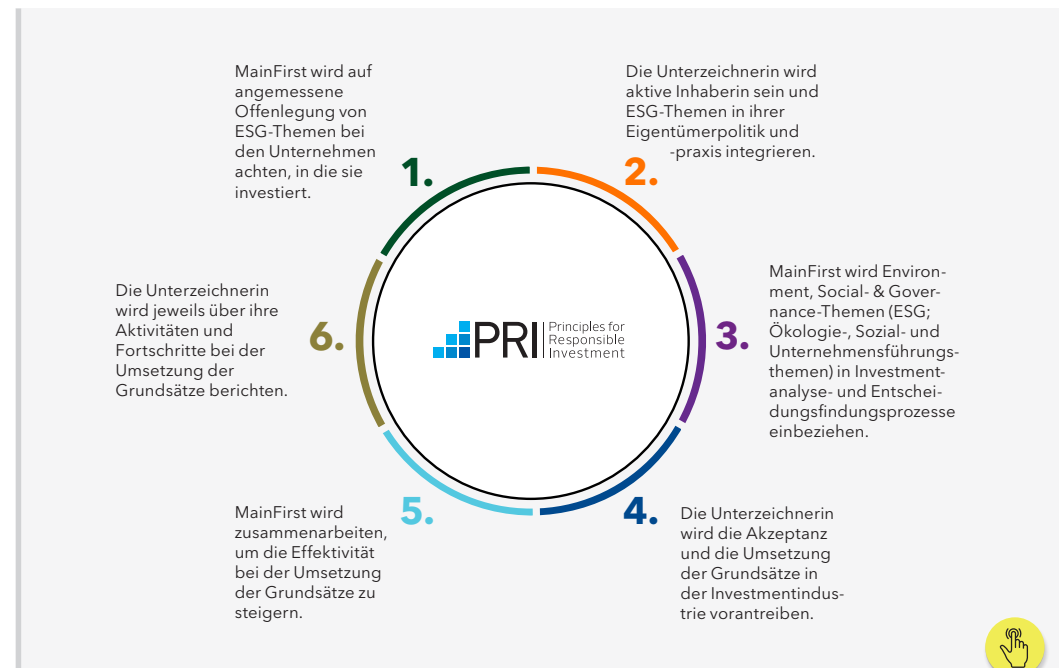 MainFirst wird auf
angemessene
Offenlegung von
ESG-Themen bei
den Unternehmen
achten, in die sie
investiert.
1.
Die Unterzeichnerin wird
aktive Inhaberin sein und
ESG-Themen in ihrer
Eigentümerpolitik und
-praxis integrieren.
2.
MainFirst wird Environ-
ment, Social- & Gover-
nance-Themen (ESG;
Ökologie-, Sozial- und
Unternehmensführungs-
themen) in Investment-
analyse- und Entschei-
dungsfindungsprozesse
einbeziehen.
3.
Die Unterzeichnerin
wird die Akzeptanz
und die Umsetzung
der Grundsätze in
der Investmentindus-
trie vorantreiben.
4.
MainFirst wird
zusammenarbeiten,
um die Effektivität
bei der Umsetzung
der Grundsätze zu
steigern.
5.
Die Unterzeichnerin
wird jeweils über ihre
Aktivitäten und
Fortschritte bei der
Umsetzung der
Grundsätze berichten.
6.
PRI
Principles for
Responsible
Investment